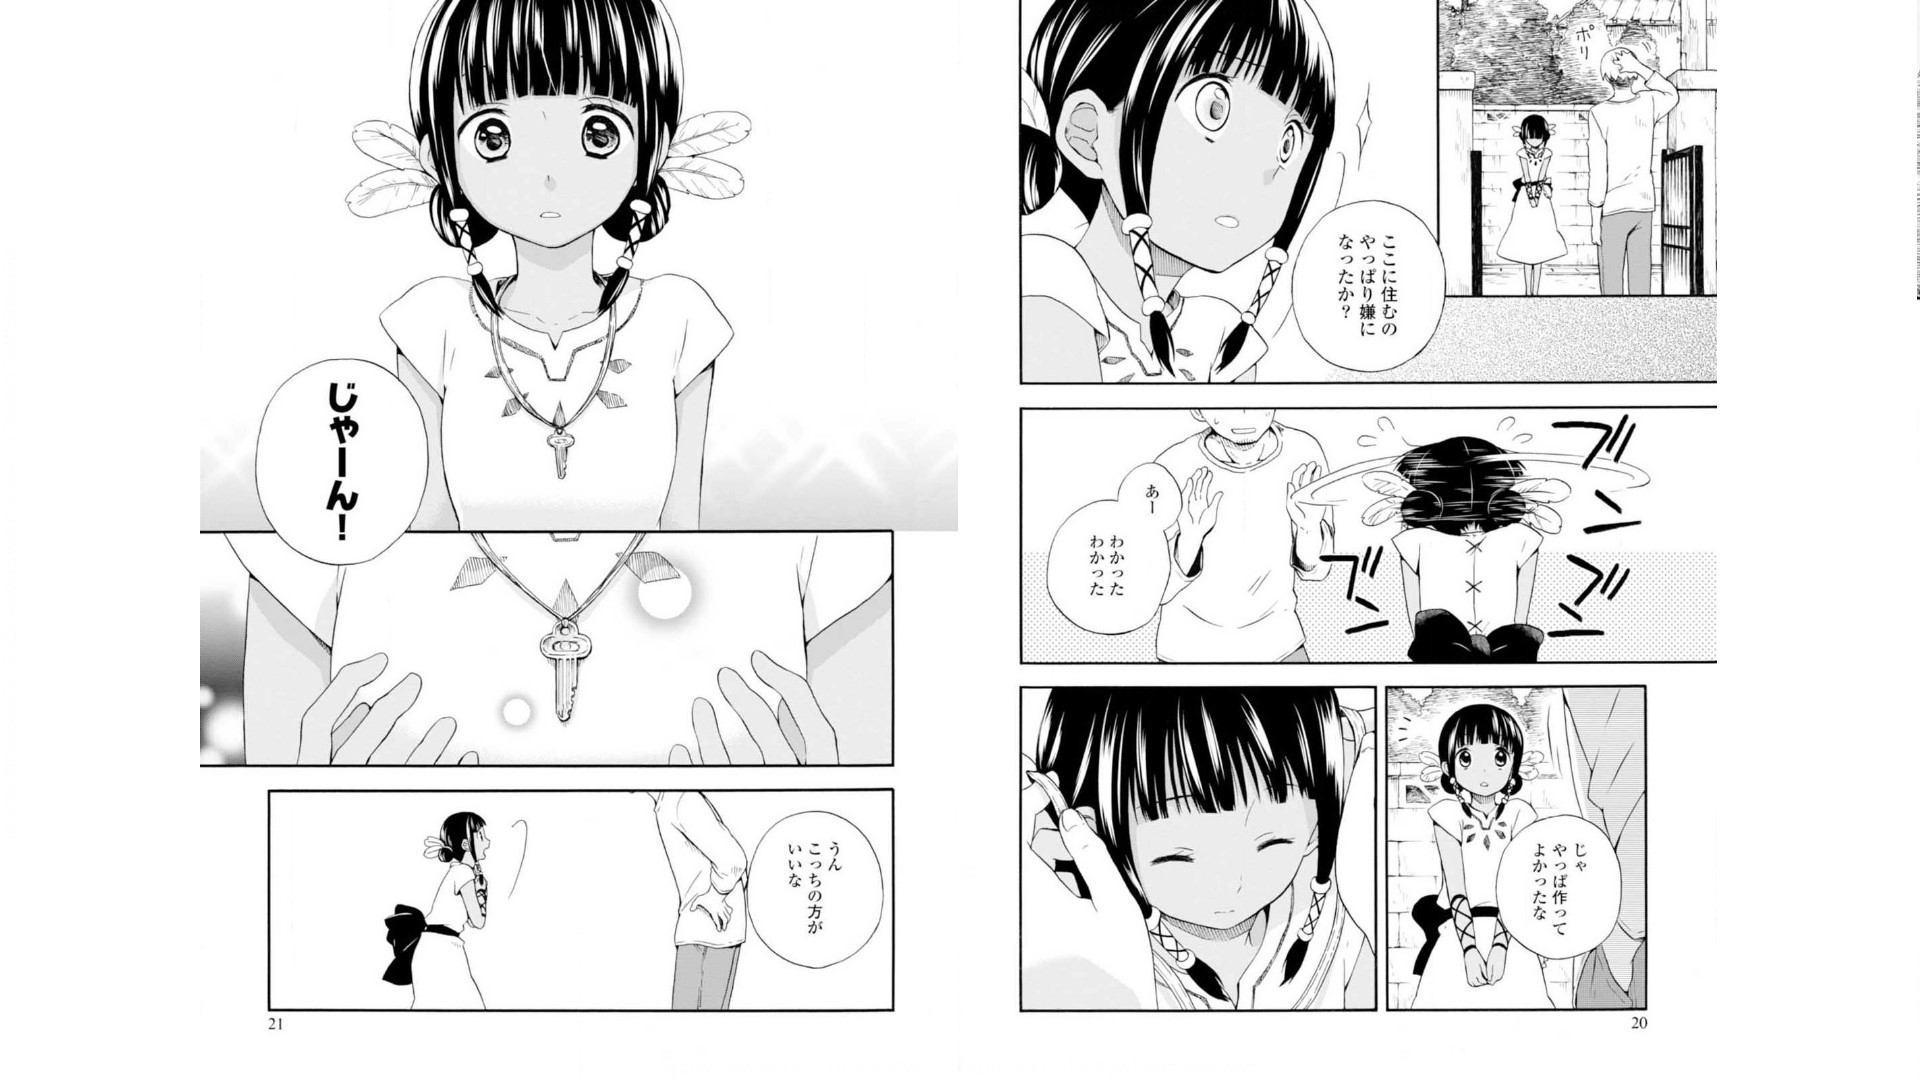 ポリ
ここに住むの
やっぱり嫌に
なったか？
ブン
ブン
あー
わかった
わかった
じゃ
やっぱ作って
よかったな
20
じゃーん！
うん
こっちの方が
いいな
21